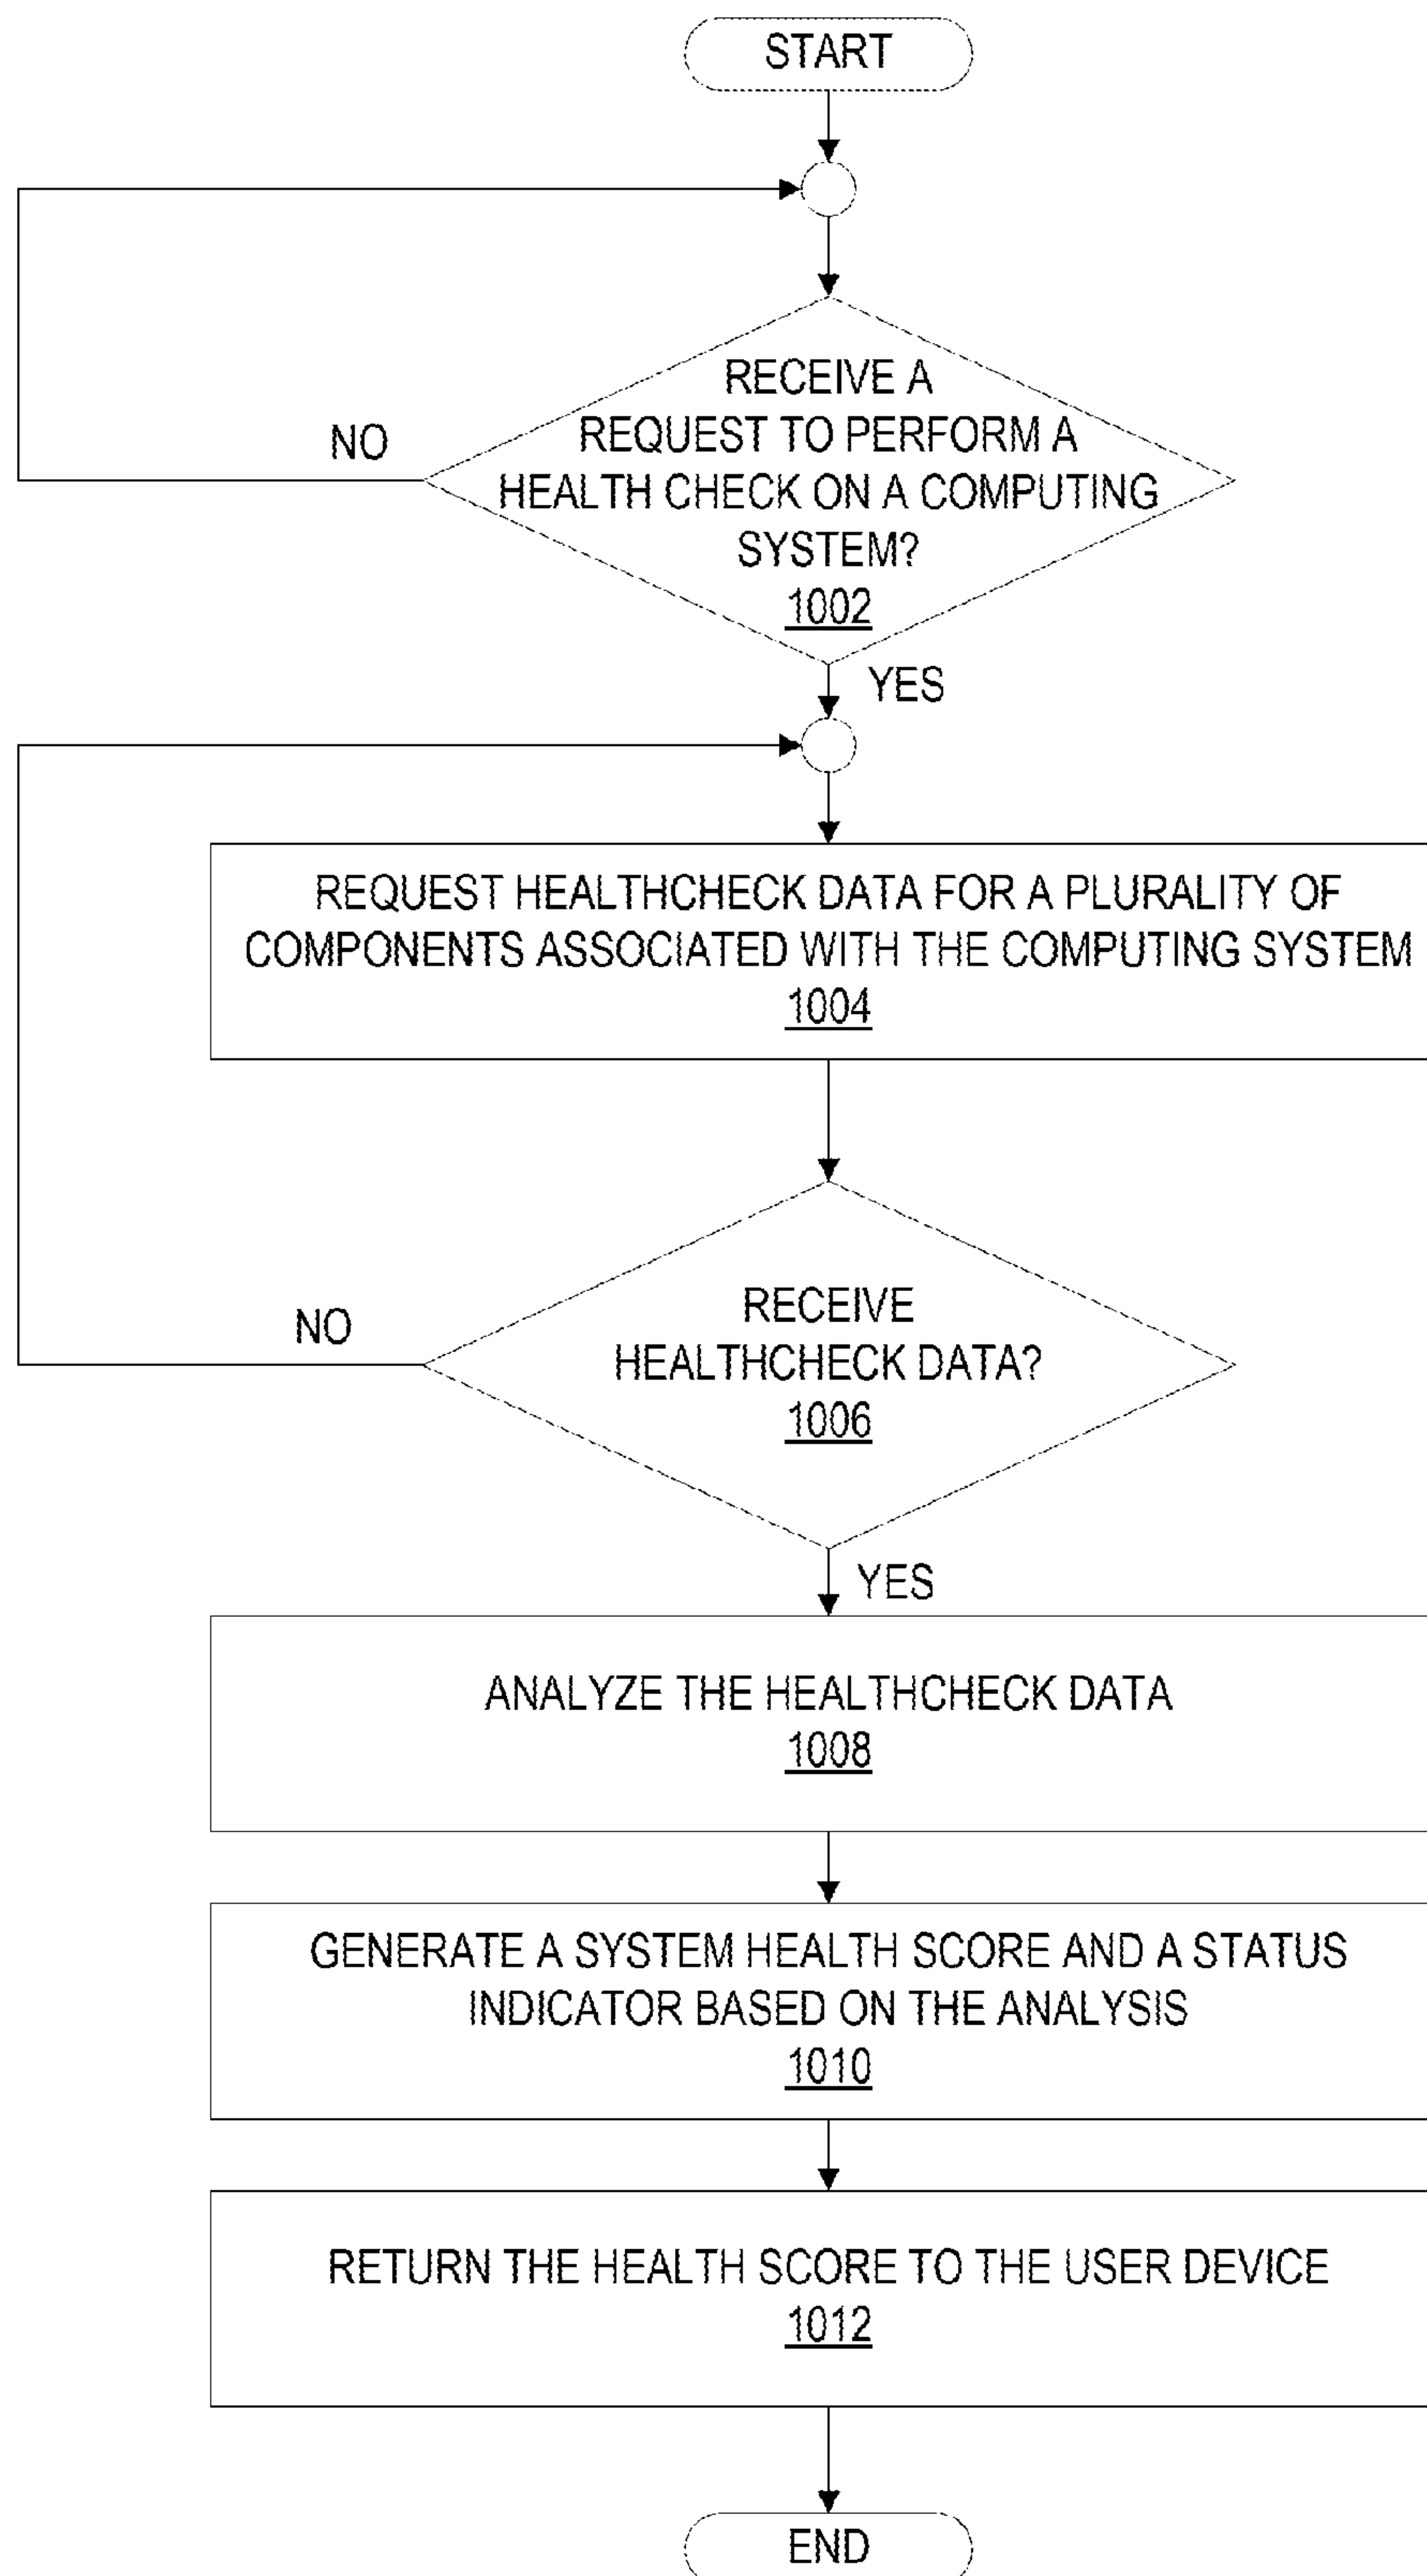 START
RECEIVE A
REQUEST TO PERFORM A
HEALTH CHECK ON A COMPUTING
SYSTEM?
1002
NO
YES
REQUEST HEALTHCHECK DATA FOR A PLURALITY OF
COMPONENTS ASSOCIATED WITH THE COMPUTING SYSTEM
1004
RECEIVE
HEALTHCHECK DATA?
1006
NO
YES
ANALYZE THE HEALTHCHECK DATA
1008
GENERATE A SYSTEM HEALTH SCORE AND A STATUS
INDICATOR BASED ON THE ANALYSIS
1010
RETURN THE HEALTH SCORE TO THE USER DEVICE
1012
END